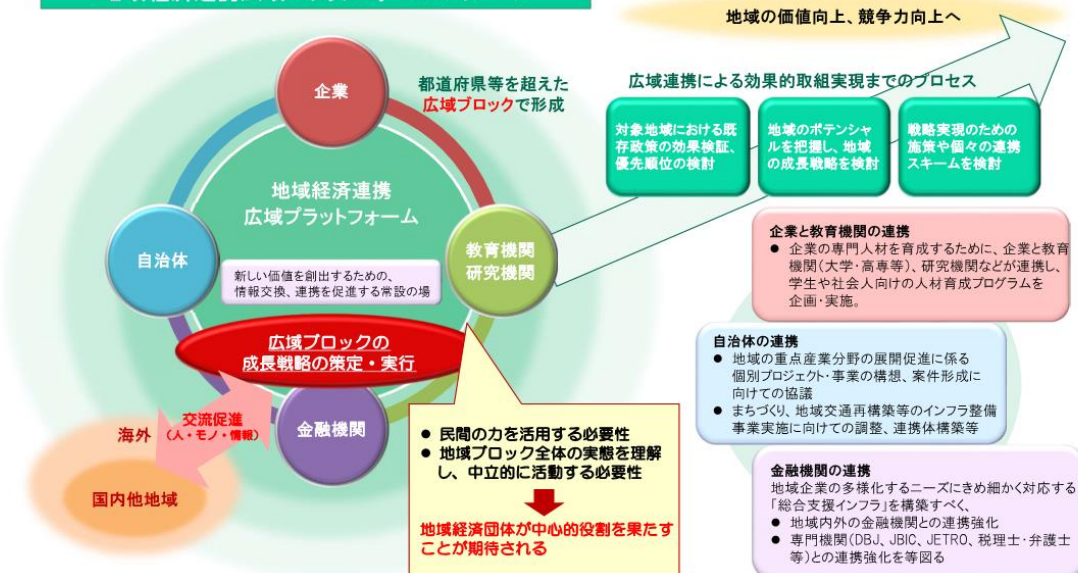 地域の価値向上、競争力向上へ
企業
都道府県等を超えた
広域ブロックで形成
広域連携による効果的取組実現までのプロセス
対象地域における既
存政策の効果検証、
優先順位の検討
地域のポテンシャ
ルを把握し、地域
の成長戦略を検討
戦略実現のための
施策や個々の連携
スキームを検討
地域経済連携
広域プラットフォーム
自治体
教育機関
研究機関
新しい価値を創出するための、
情報交換、連携を促進する常設の場
広域ブロックの
成長戦略の策定・実行
金融機関
交流促進
(人・モノ・情報)
海外
国内他地域
● 民間の力を活用する必要性
● 地域ブロック全体の実態を理解
し、中立的に活動する必要性
地域経済団体が中心的役割を果たす
ことが期待される
企業と教育機関の連携
● 企業の専門人材を育成するために、企業と教育
機関(大学・高専等)、研究機関などが連携し、
学生や社会人向けの人材育成プログラムを
企画・実施。
自治体の連携
● 地域の重点産業分野の展開促進に係る
個別プロジェクト・事業の構想、案件形成に
向けての協議
● まちづくり、地域交通再構築等のインフラ整備
事業実施に向けての調整、連携体構築等
金融機関の連携
地域企業の多様化するニーズにきめ細かく対応する
「総合支援インフラ」を構築すべく、
● 地域内外の金融機関との連携強化
● 専門機関(DBJ、JBIC、JETRO、税理士・弁護士
等)との連携強化を等図る